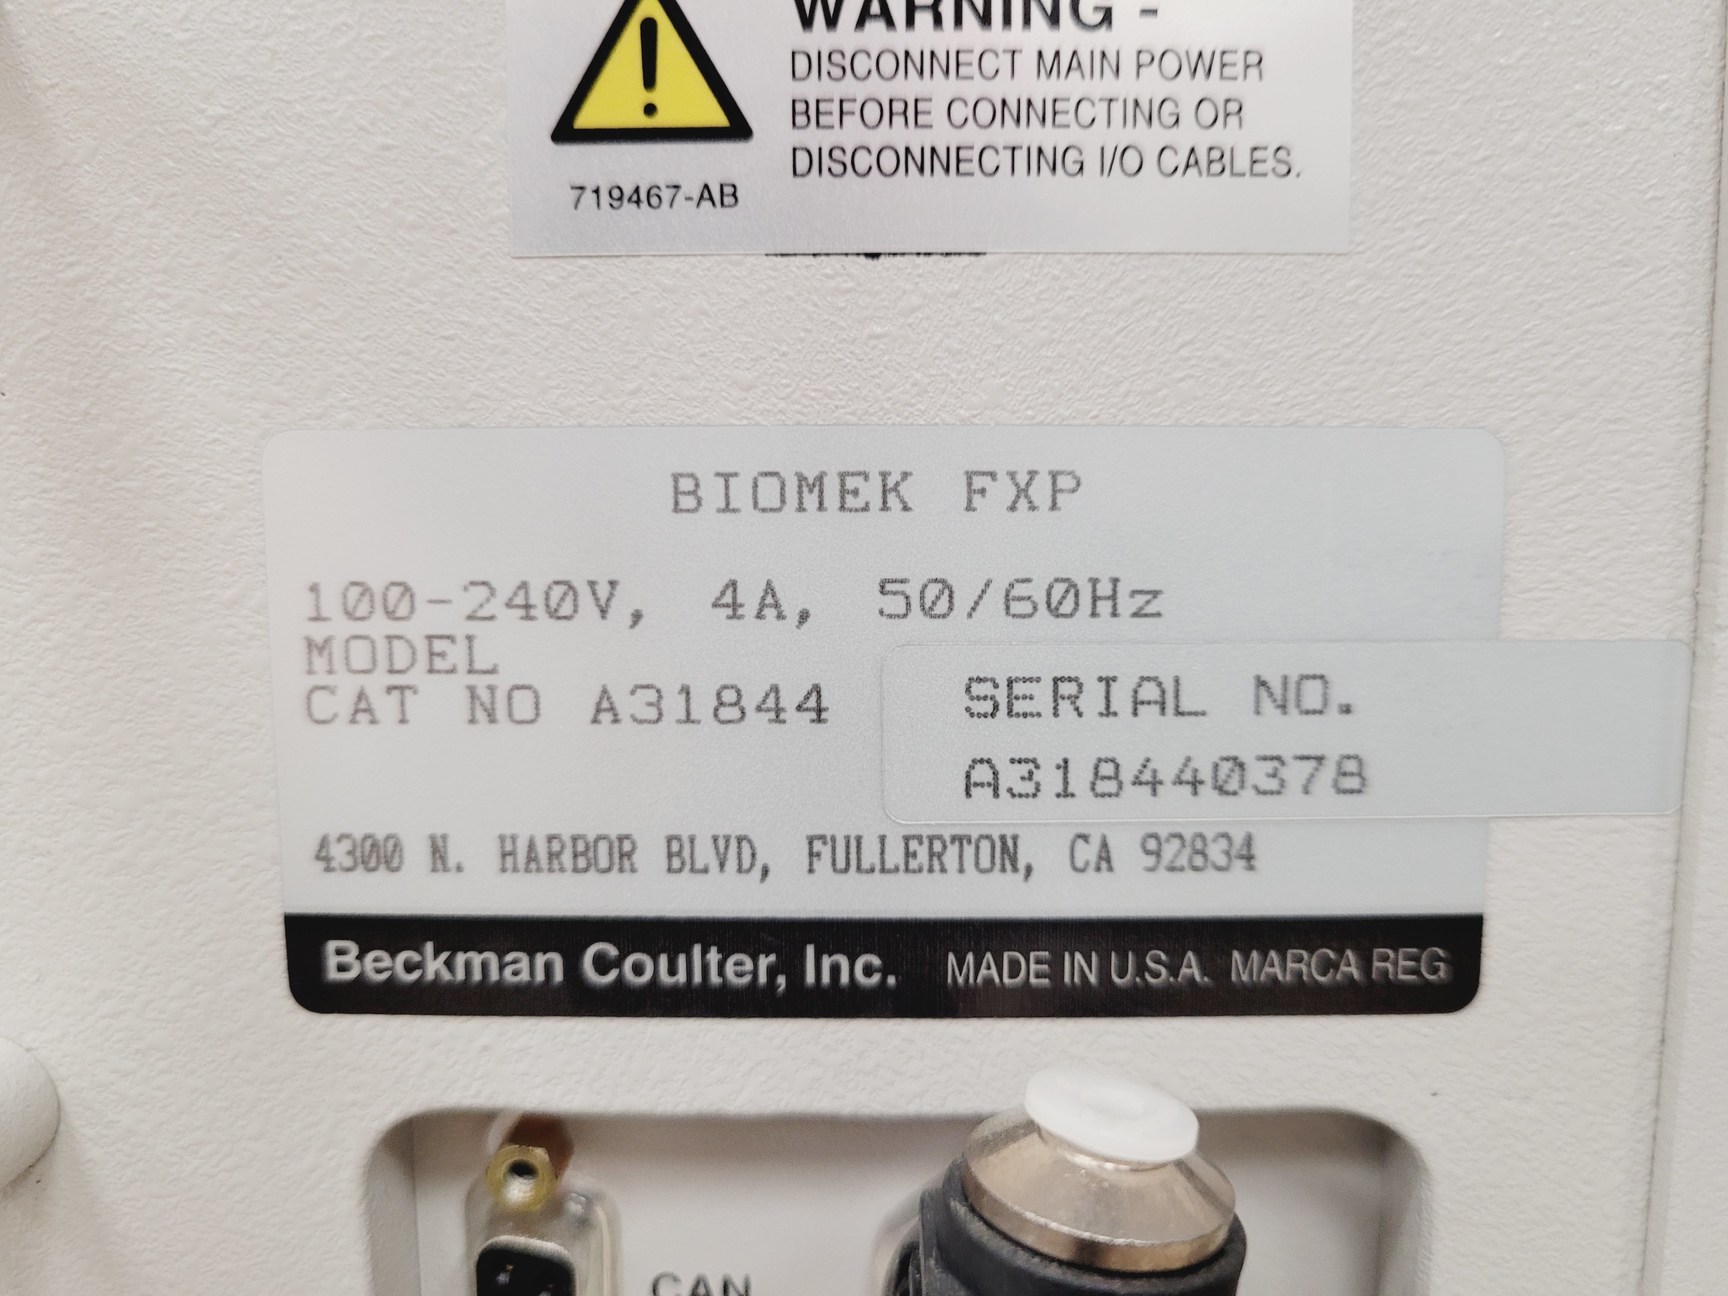 WARNING -
DISCONNECT MAIN POWER
BEFORE CONNECTING OR
DISCONNECTING I/O CABLES.
719467-AB
BIOMEK FXP
100-240V, 4A, 50/60Hz
MODEL
CAT NO A31844
SERIAL NO.
A318440378
4300 N. HARBOR BLVD, FULLERTON, CA 92834
Beckman Coulter, Inc. MADE IN U.S.A. MARCA REG
CAN